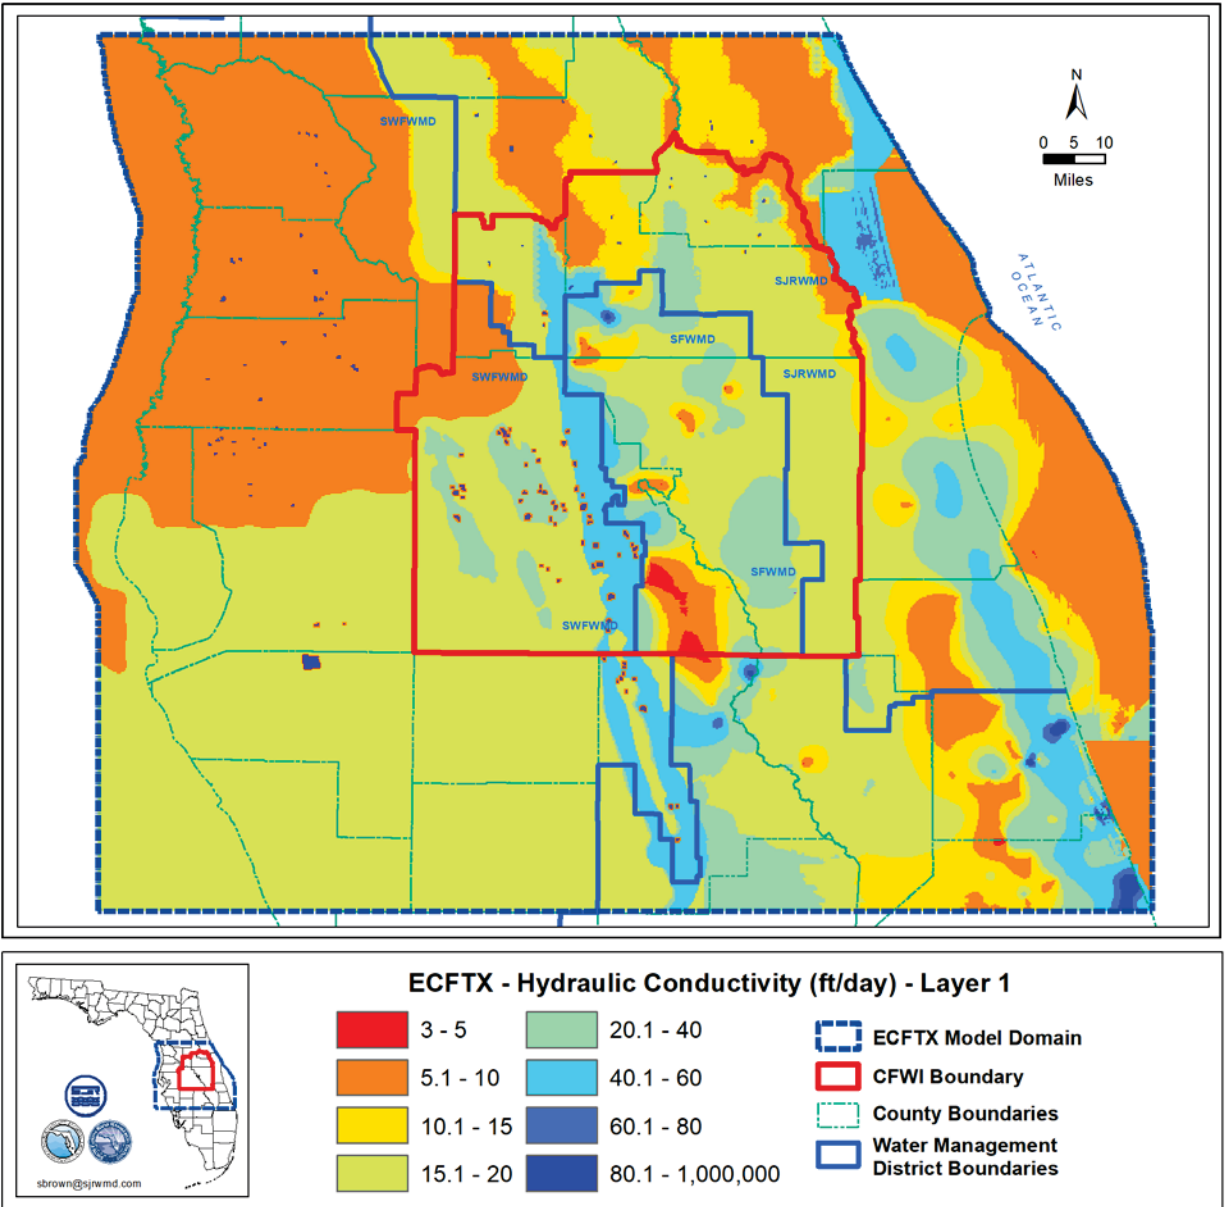 N
0 5 10
Miles
SWFWMD
ATLANTIC
OCEAN
SJRWMD
SFWMD
SWFWMD
SJRWMD
SFWMD
SWFWMD
ECFTX - Hydraulic Conductivity (ft/day) - Layer 1
3 - 5
5.1 - 10
10.1 - 15
15.1 - 20
20.1 - 40
40.1 - 60
60.1 - 80
80.1 - 1,000,000
ECFTX Model Domain
CFWI Boundary
County Boundaries
Water Management
District Boundaries
sbrown@sjrwmd.com